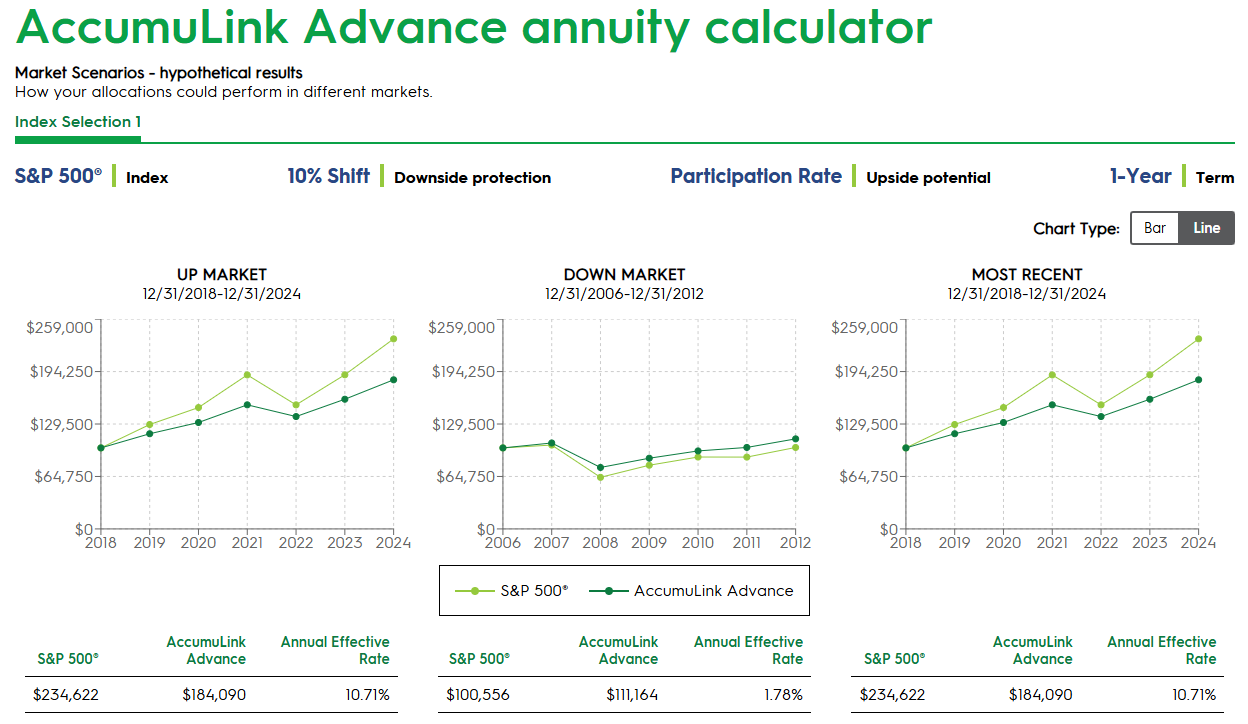 AccumuLink Advance annuity calculator
Market Scenarios - hypothetical results
How your allocations could perform in different markets.
Index Selection 1
S&P 500® Index 10% Shift Downside protection Participation Rate Upside potential 1-Year Term
Chart Type: Bar Line
UP MARKET
12/31/2018-12/31/2024
$259,000
$194,250
$129,500
$64,750
$0
2018 2019 2020 2021 2022 2023 2024
DOWN MARKET
12/31/2006-12/31/2012
$259,000
$194,250
$129,500
$64,750
$0
2006 2007 2008 2009 2010 2011 2012
MOST RECENT
12/31/2018-12/31/2024
$259,000
$194,250
$129,500
$64,750
$0
2018 2019 2020 2021 2022 2023 2024
S&P 500® AccumuLink Advance
S&P 500® AccumuLink Advance Annual Effective Rate
$234,622 $184,090 10.71%
S&P 500® AccumuLink Advance Annual Effective Rate
$100,556 $111,164 1.78%
S&P 500® AccumuLink Advance Annual Effective Rate
$234,622 $184,090 10.71%